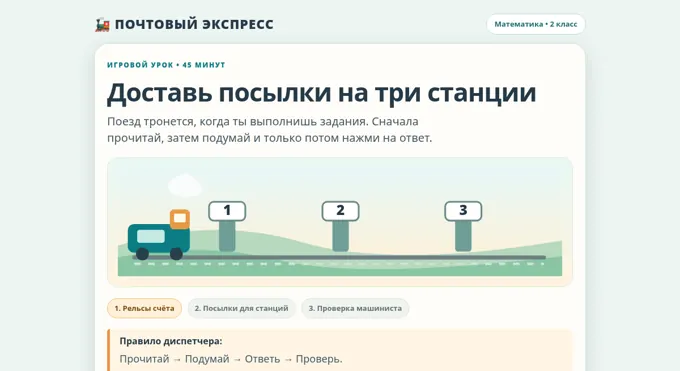 ПОЧТОВЫЙ ЭКСПРЕСС
Математика • 2 класс
ИГРОВОЙ УРОК • 45 МИНУТ
Доставь посылки на три станции
Поезд тронется, когда ты выполнишь задания. Сначала
прочитай, затем подумай и только потом нажми на ответ.
1 2 3
1. Рельсы счёта 2. Посылки для станций 3. Проверка машиниста
Правило диспетчера:
Прочитай → Подумай → Ответь → Проверь.